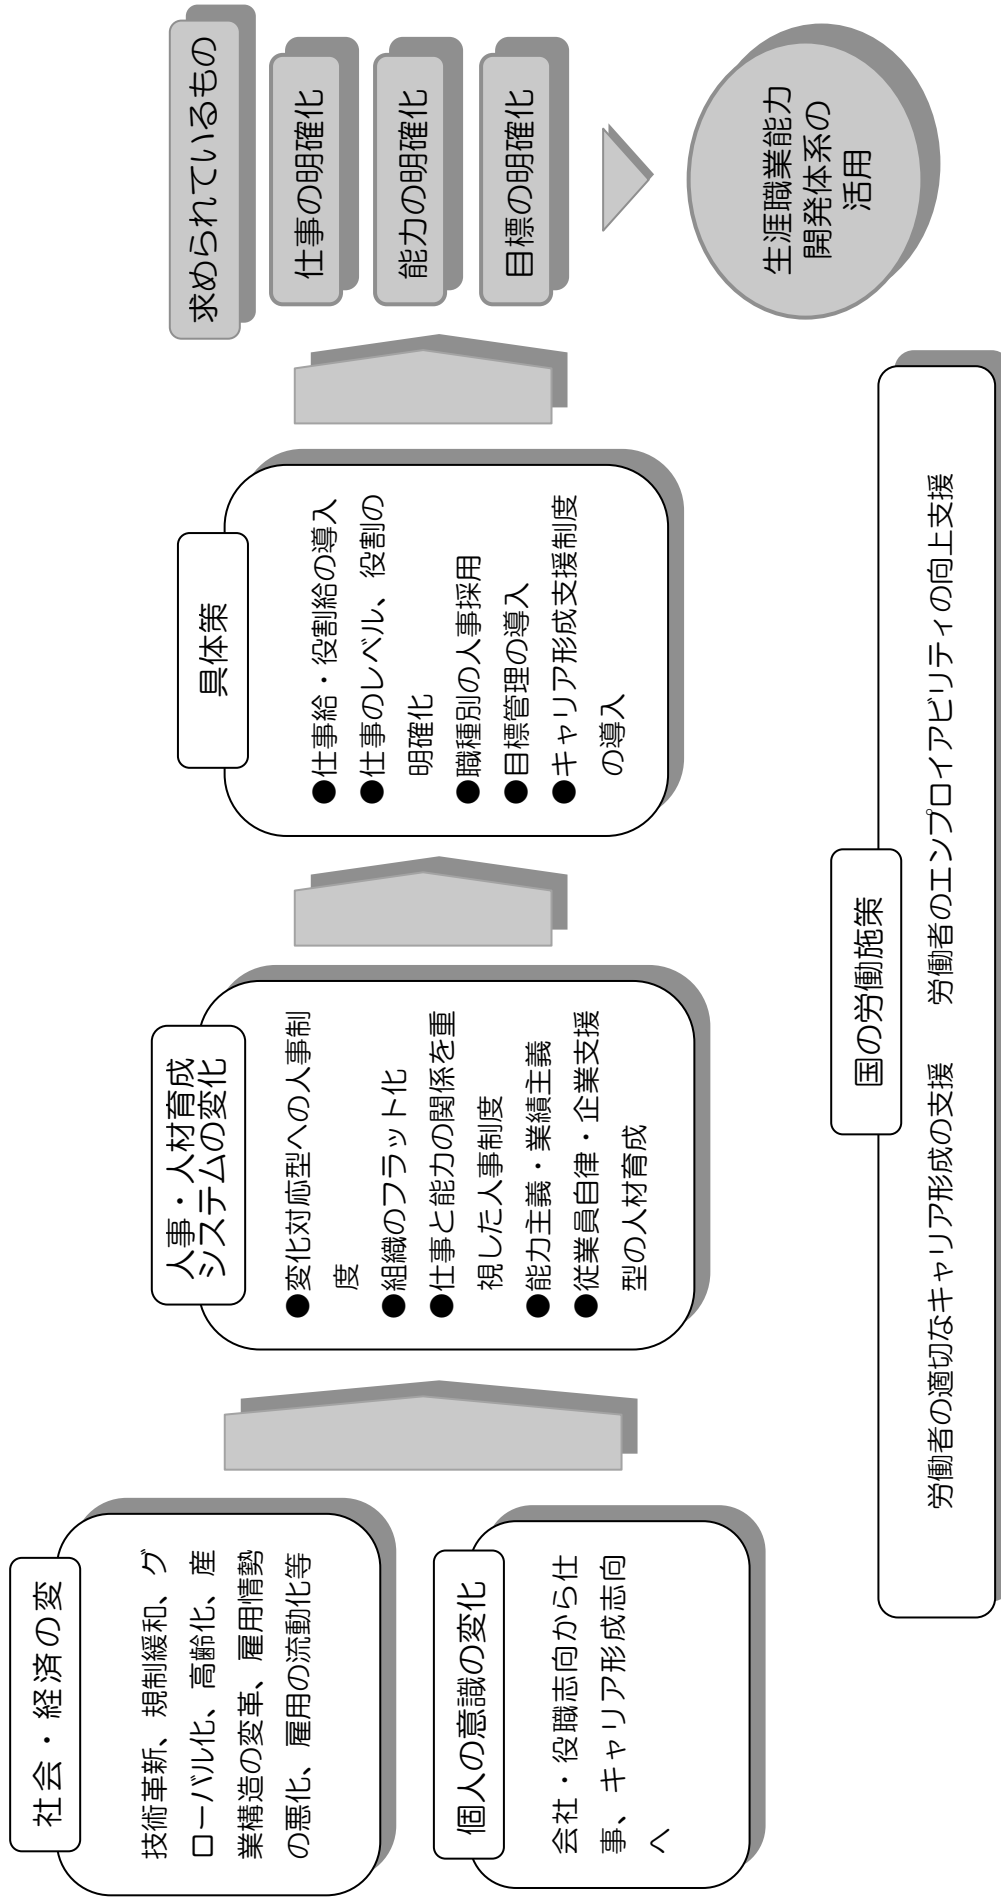 社会・経済の変
技術革新、規制緩和、グ
ローバル化、高齢化、産
業構造の変革、雇用情勢
の悪化、雇用の流動化等
個人の意識の変化
会社・役職志向から仕
事、キャリア形成志向
へ
人事・人材育成
システムの変化
●変化対応型への人事制
度
●組織のフラット化
●仕事と能力の関係を重
視した人事制度
●能力主義・業績主義
●従業員自律・企業支援
型の人材育成
具体策
●仕事給・役割給の導入
●仕事のレベル、役割の
明確化
●職種別の人事採用
●目標管理の導入
●キャリア形成支援制度
の導入
求められているもの
仕事の明確化
能力の明確化
目標の明確化
生涯職業能力
開発体系の
活用
国の労働施策
労働者の適切なキャリア形成の支援　労働者のエンプロイアビリティの向上支援